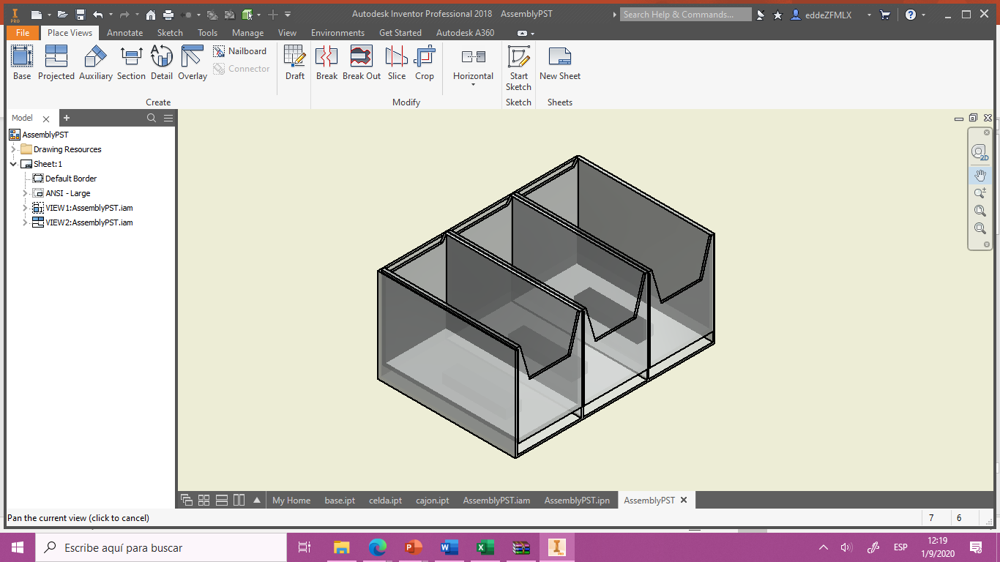 Autodesk Inventor Professional 2018 AssemblyPST
Search Help & Commands...
eddeZFMLX
PRO
File Place Views Annotate Sketch Tools Manage View Environments Get Started Autodesk A360
Base Projected Auxiliary Section Detail Overlay
Nailboard
Connector
Draft
Break Break Out Slice Crop
Horizontal
Start
Sketch
New Sheet
Create
Modify
Sketch
Sheets
Model
AssemblyPST
Drawing Resources
Sheet:1
Default Border
ANSI - Large
VIEW1:AssemblyPST.iam
VIEW2:AssemblyPST.iam
2D
My Home base.ipt celda.ipt cajon.ipt AssemblyPST.iam AssemblyPST.ipn AssemblyPST
Pan the current view (click to cancel)
7 6
Escribe aquí para buscar
ESP
12:19
1/9/2020